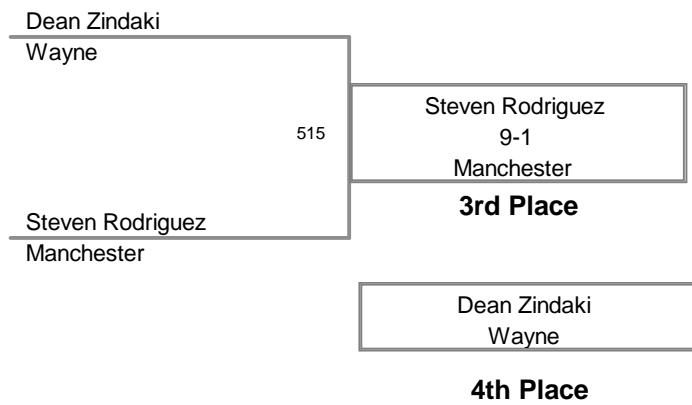 Dean Zindaki
Wayne
515
Steven Rodriguez
9-1
Manchester
3rd Place
Steven Rodriguez
Manchester
Dean Zindaki
Wayne
4th Place